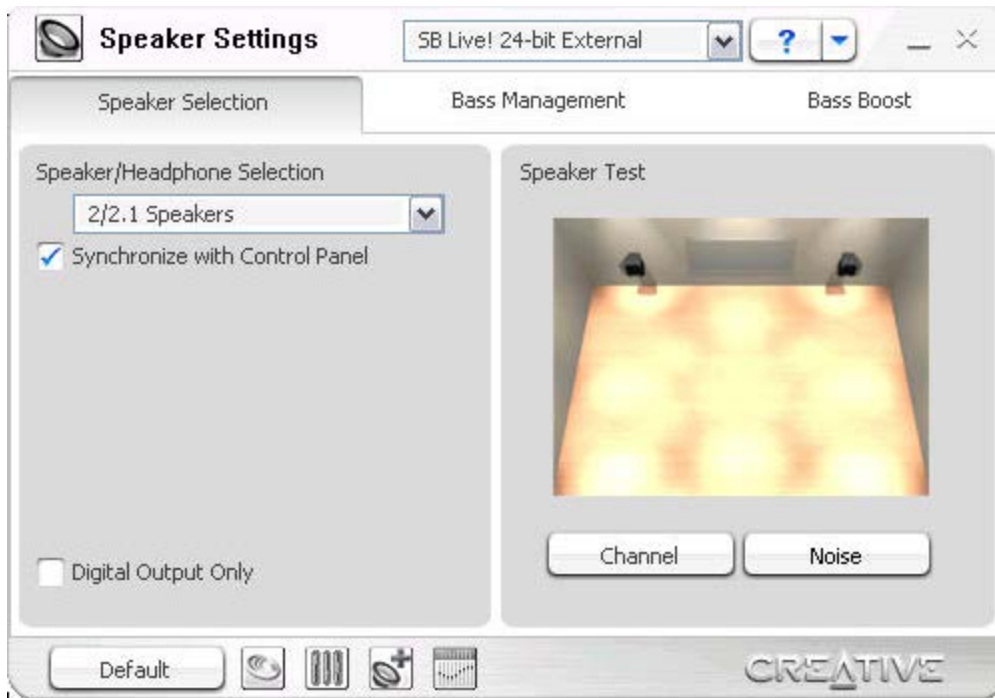 Speaker Settings
SB Live! 24-bit External
?
Speaker Selection
Bass Management
Bass Boost
Speaker/Headphone Selection
2/2.1 Speakers
Synchronize with Control Panel
Digital Output Only
Speaker Test
Channel
Noise
Default
CREATIVE